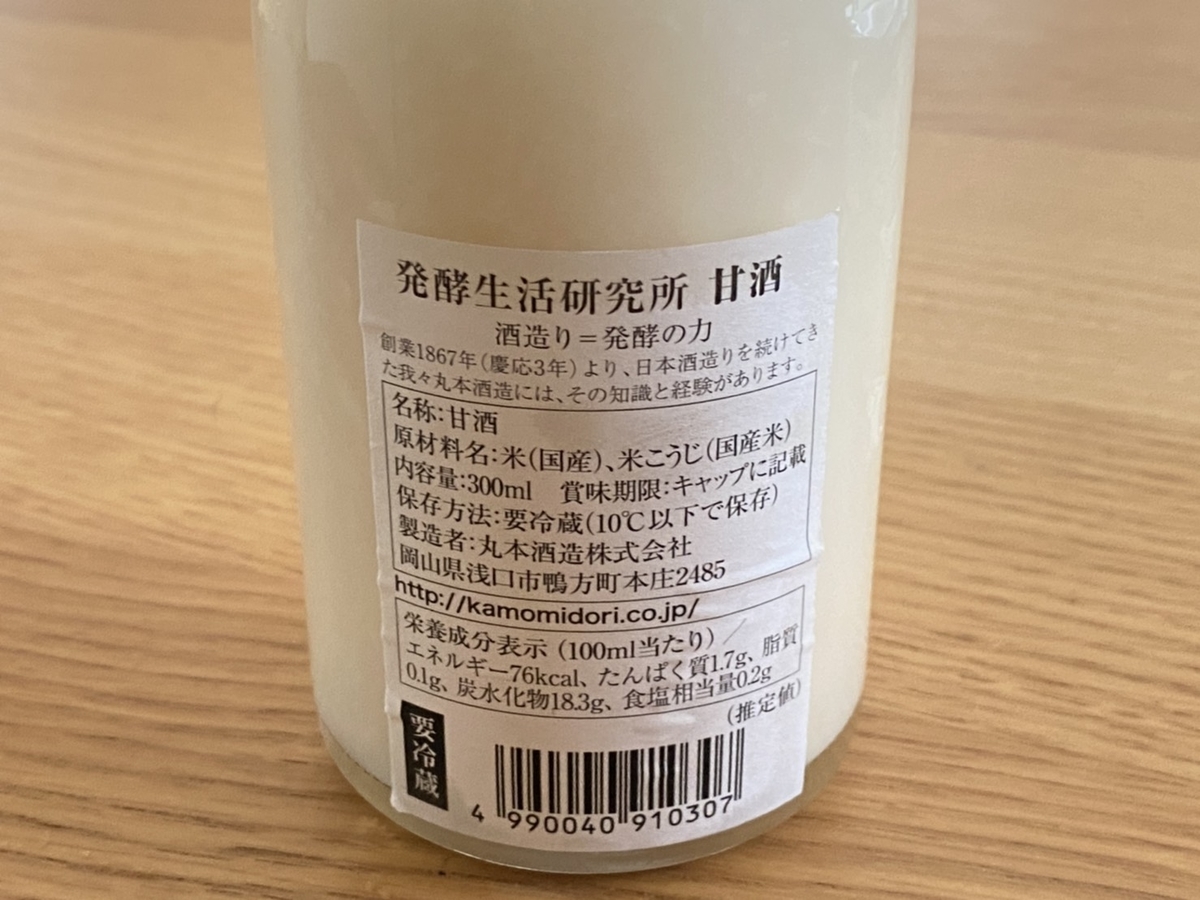 発酵生活研究所 甘酒
酒造り＝発酵の力
創業1867年(慶応3年)より、日本酒造りを続けてき
た我々丸本酒造には、その知識と経験があります。
名称:甘酒
原材料名:米(国産)、米こうじ(国産米)
内容量:300ml 賞味期限:キャップに記載
保存方法:要冷蔵(10℃以下で保存)
製造者:丸本酒造株式会社
岡山県浅口市鴨方町本庄2485
http://kamomidori.co.jp/
栄養成分表示 (100ml当たり)／
エネルギー76kcal、たんぱく質1.7g、脂質
0.1g、炭水化物18.3g、食塩相当量0.2g
(推定値)
要冷蔵
4 990040 910307